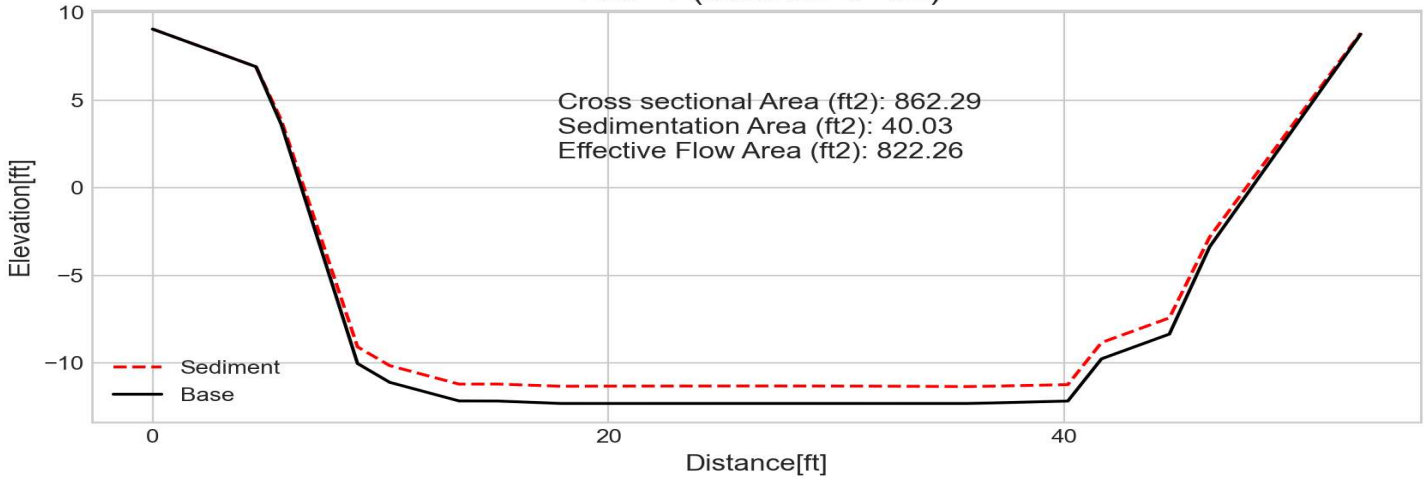 10
5
0
−5
−10
Elevation[ft]
Cross sectional Area (ft2): 862.29
Sedimentation Area (ft2): 40.03
Effective Flow Area (ft2): 822.26
Sediment
Base
0
20
40
Distance[ft]